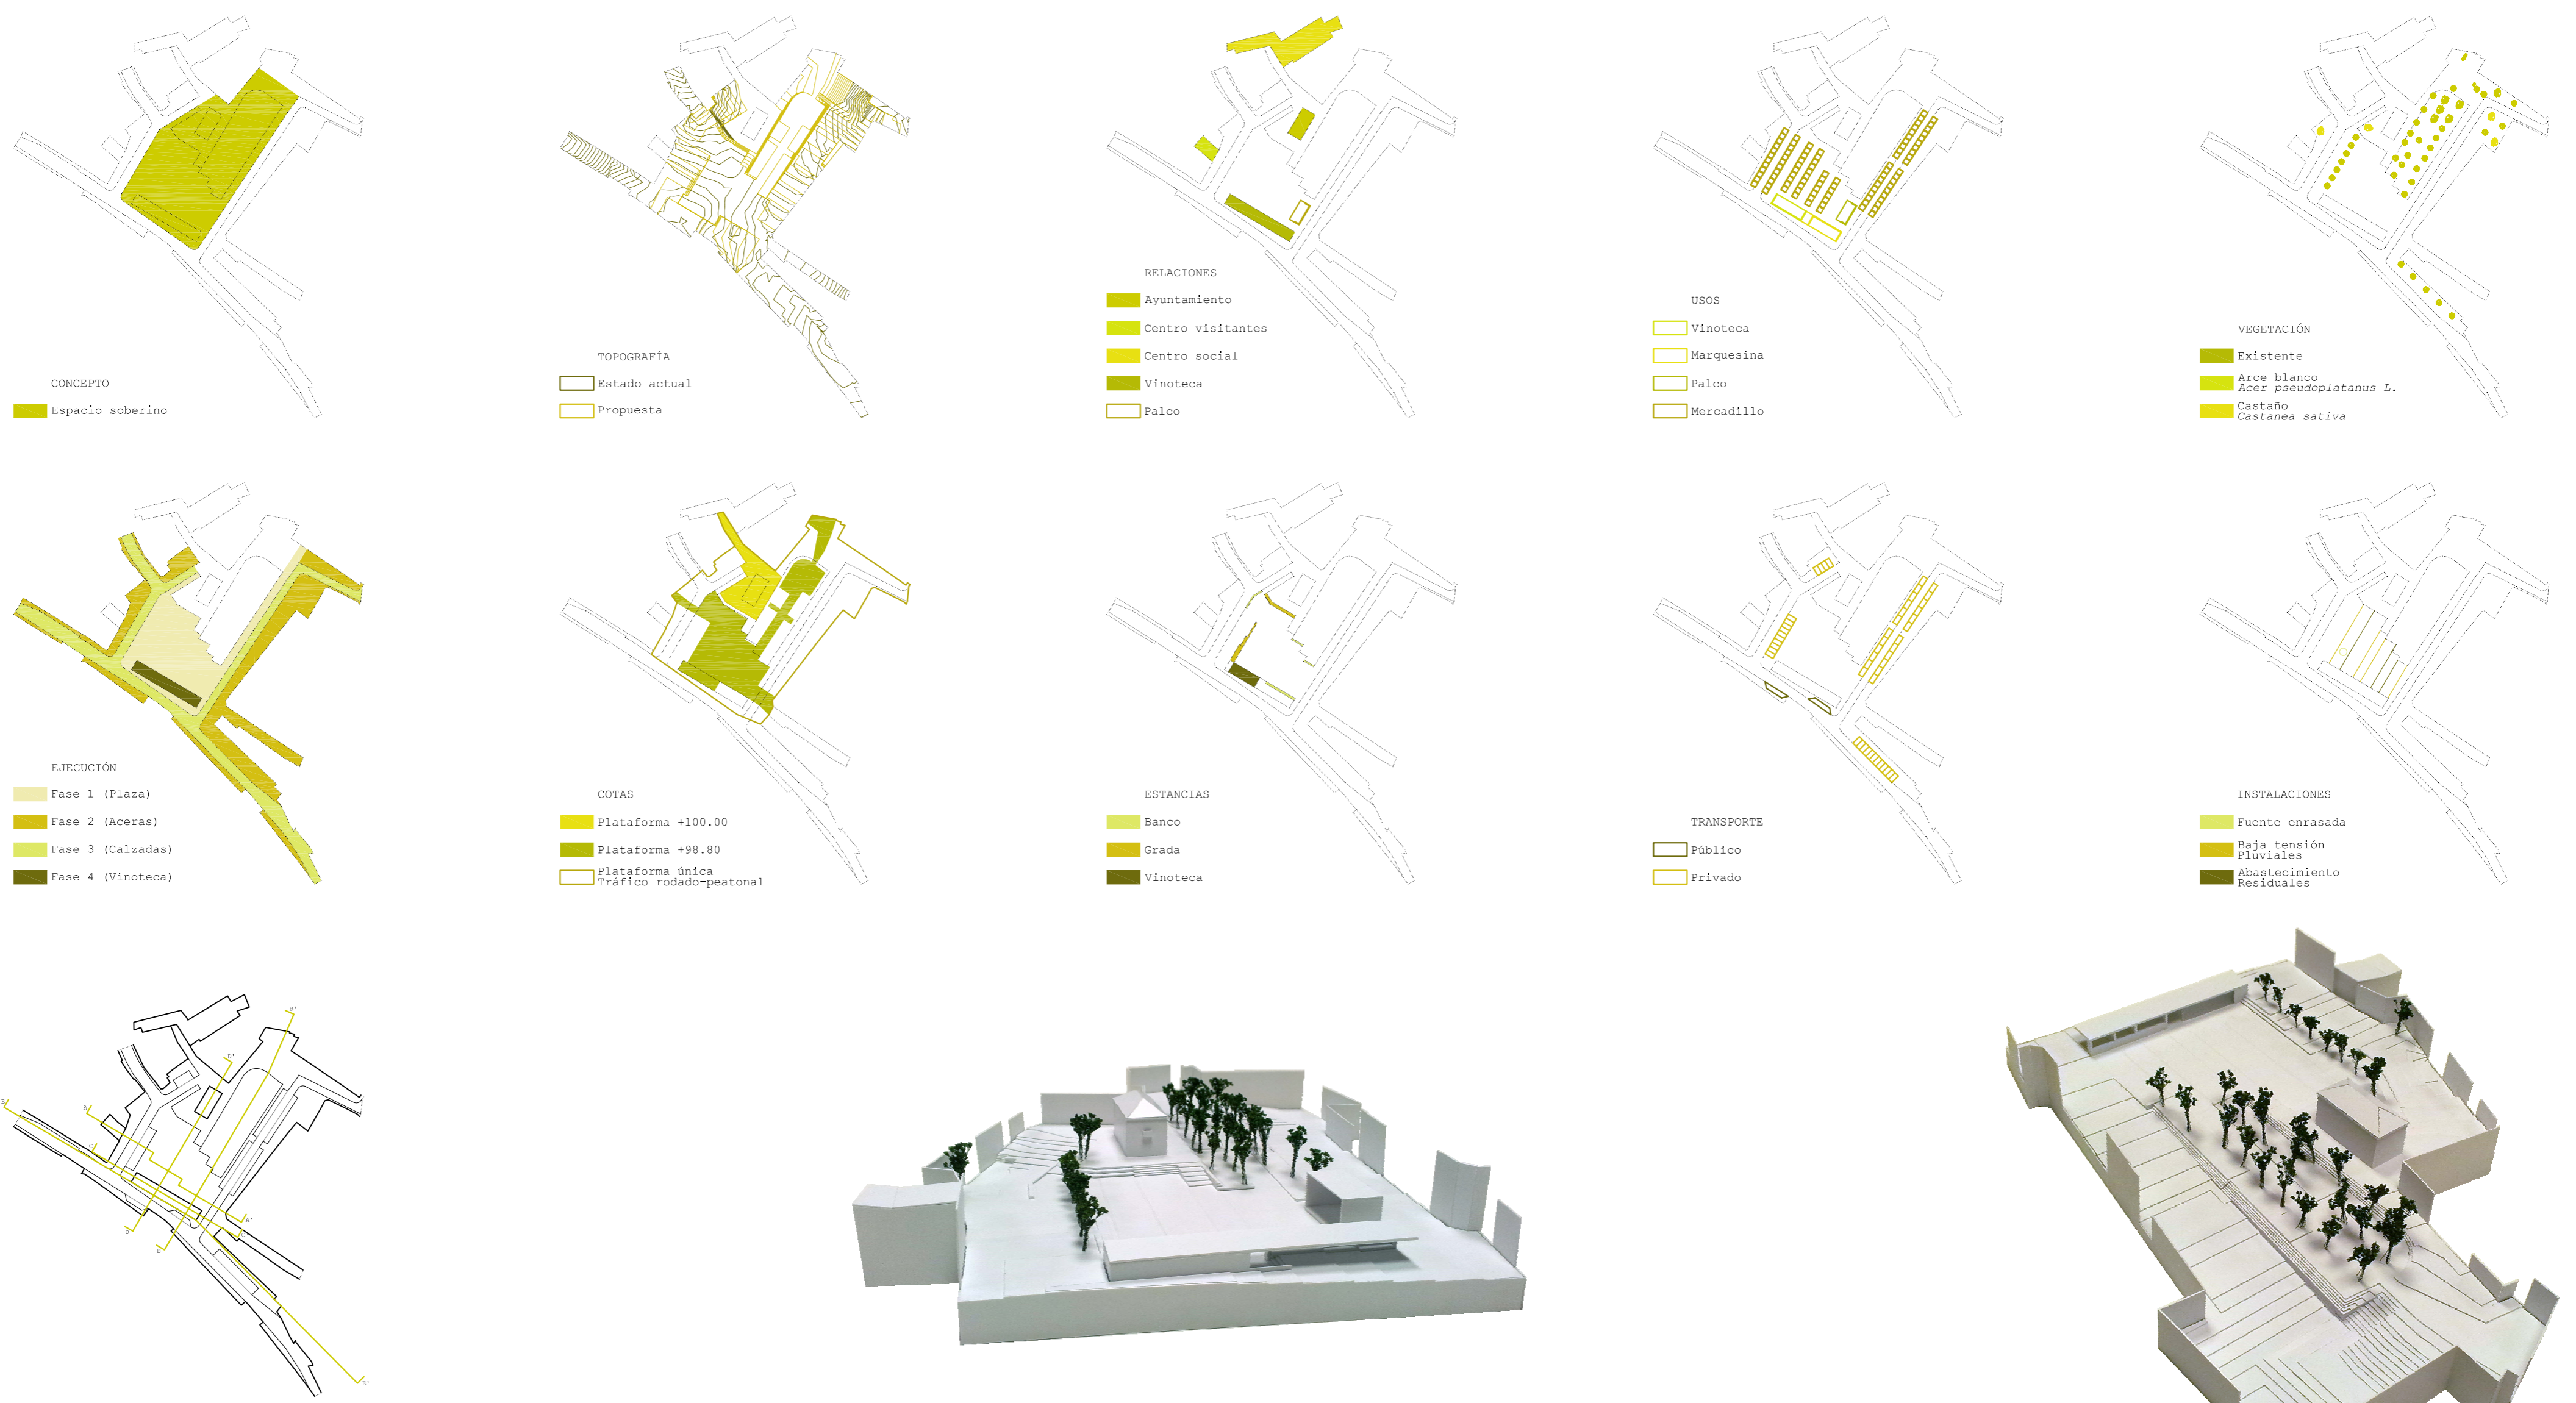 CONCEPTO
Espacio soberino
TOPOGRAFÍA
Estado actual
Propuesta
RELACIONES
Ayuntamiento
Centro visitantes
Centro social
Vinoteca
Palco
USOS
Vinoteca
Marquesina
Palco
Mercadillo
VEGETACIÓN
Existente
Arce blanco
Acer pseudoplatanus L.
Castaño
Castanea sativa
EJECUCIÓN
Fase 1 (Plaza)
Fase 2 (Aceras)
Fase 3 (Calzadas)
Fase 4 (Vinoteca)
COTAS
Plataforma +100.00
Plataforma +98.80
Plataforma única
Tráfico rodado-peatonal
ESTANCIAS
Banco
Grada
Vinoteca
TRANSPORTE
Público
Privado
INSTALACIONES
Fuente enrasada
Baja tensión
Pluviales
Abastecimiento
Residuales
B'
D'
E
A
C
A'
D
B
E'